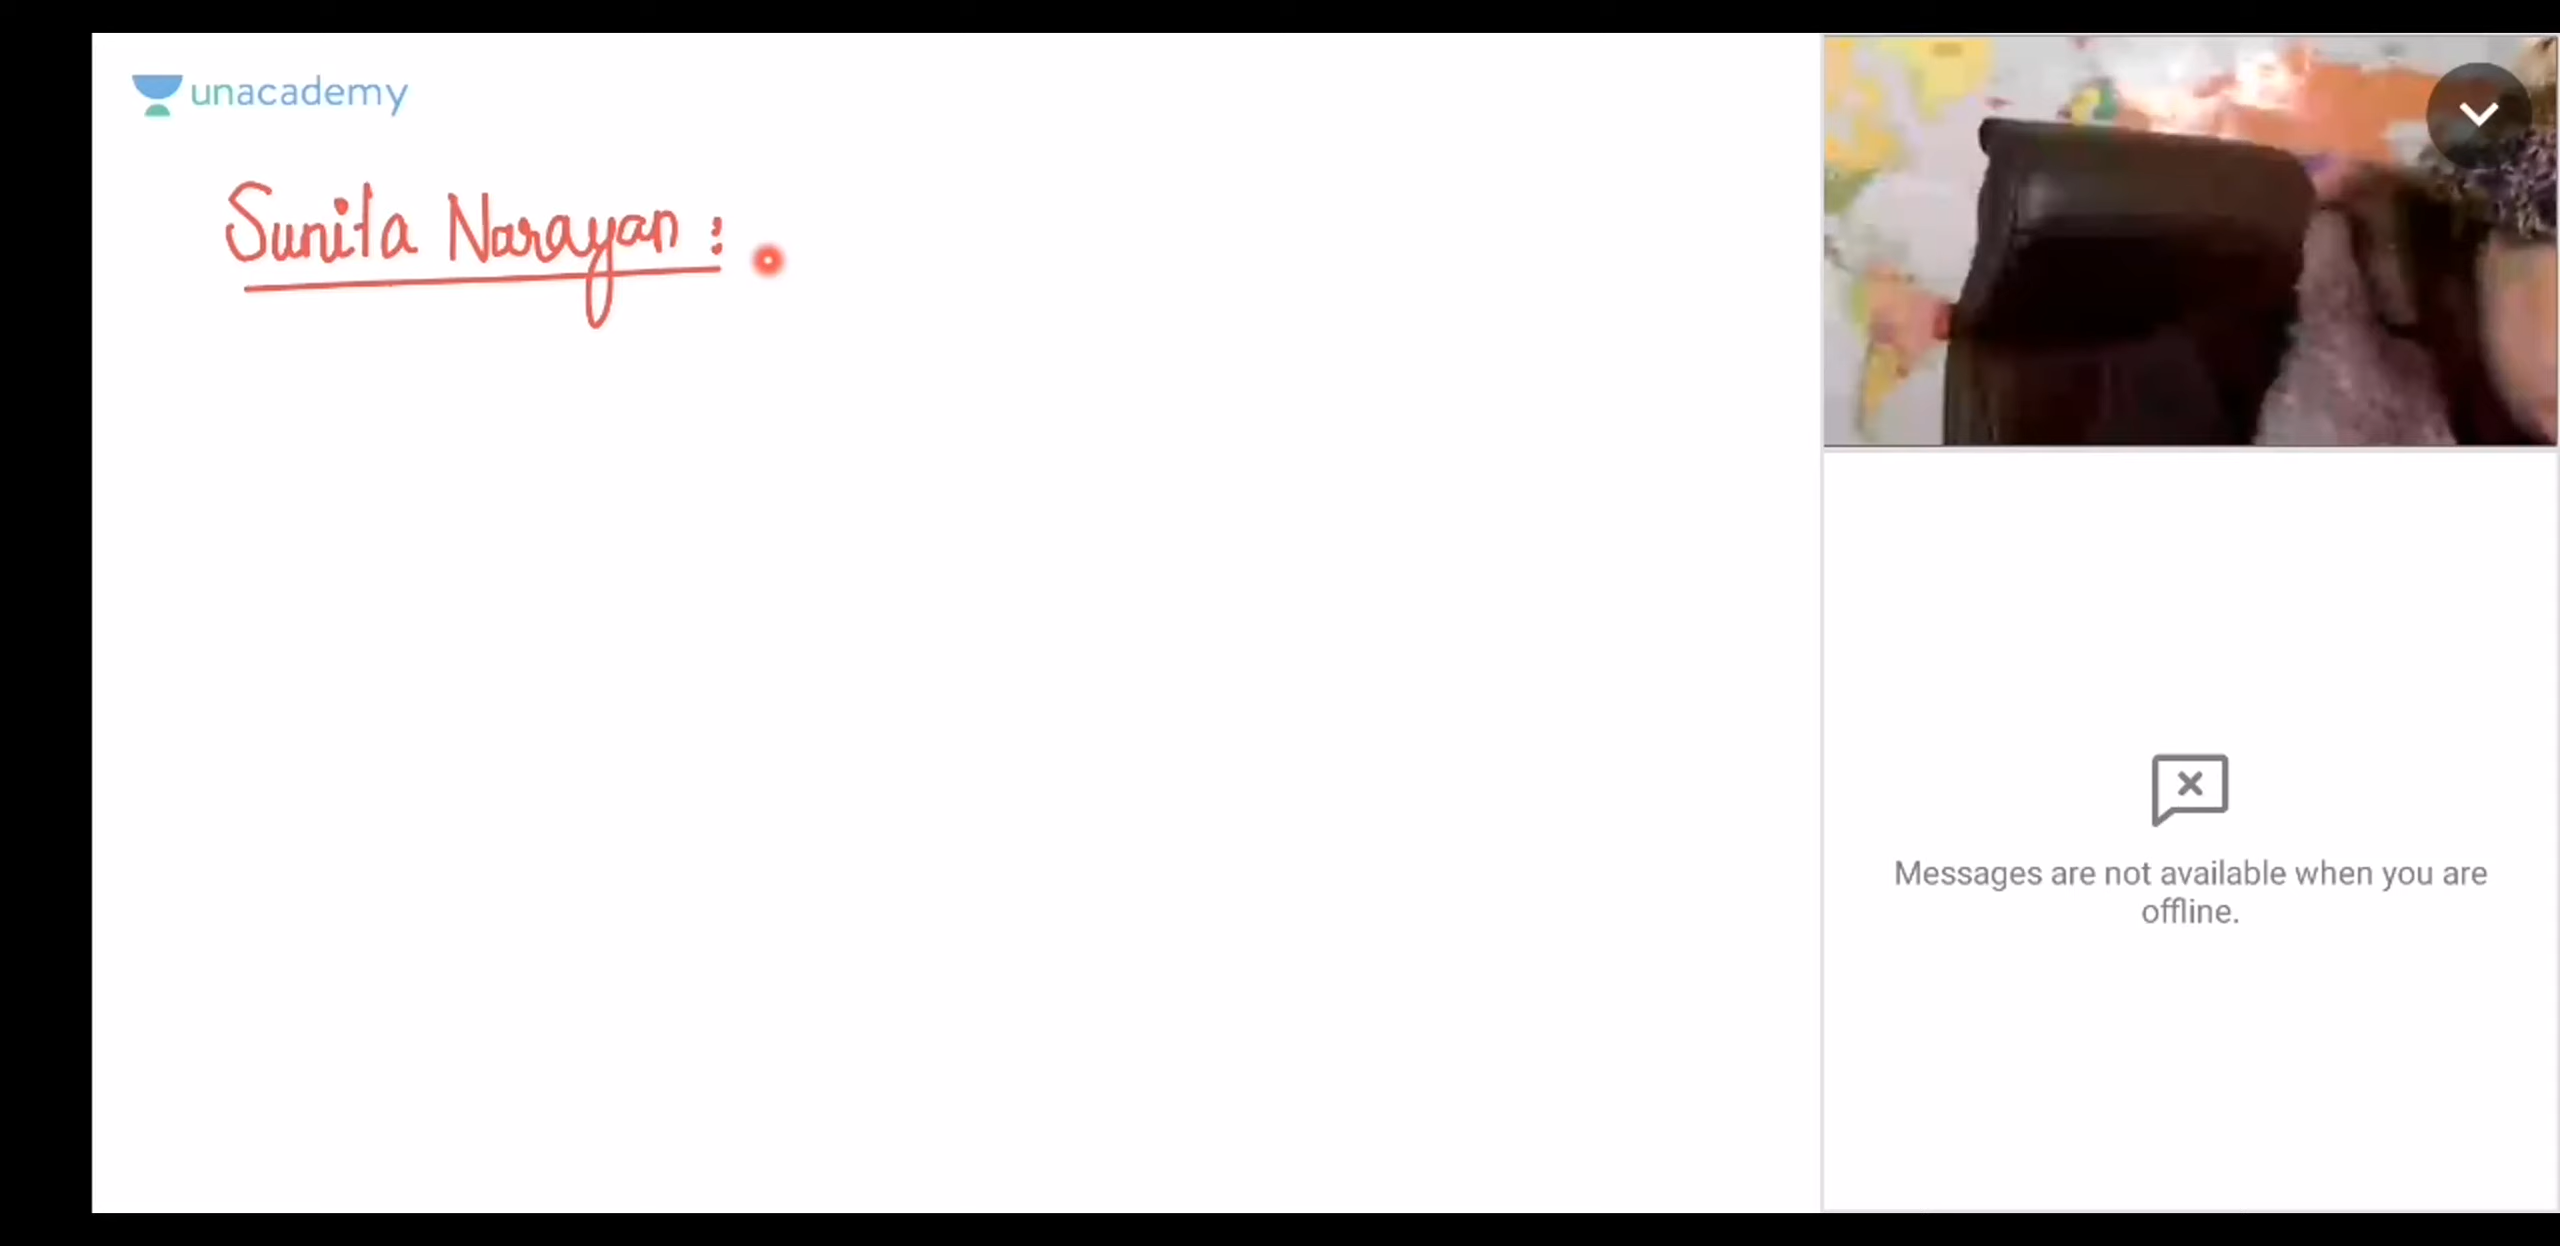 unacademy
Sunita Narayan :
Messages are not available when you are
offline.